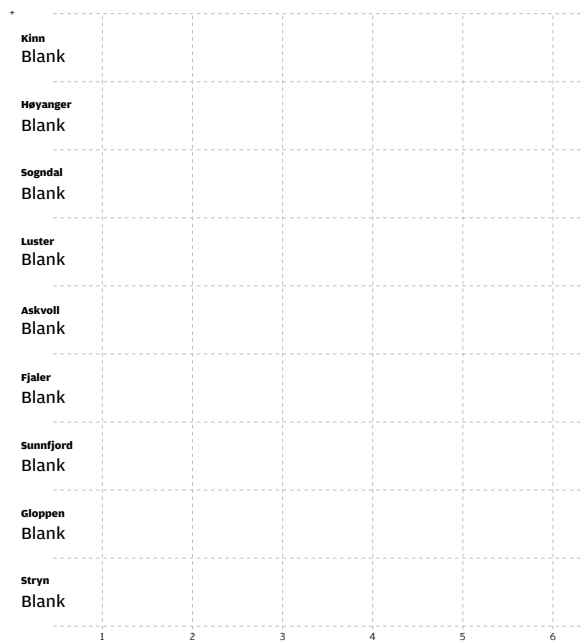 +
Kinn
Blank
Høyanger
Blank
Sogndal
Blank
Luster
Blank
Askvoll
Blank
Fjaler
Blank
Sunnfjord
Blank
Gloppen
Blank
Stryn
Blank
1 2 3 4 5 6